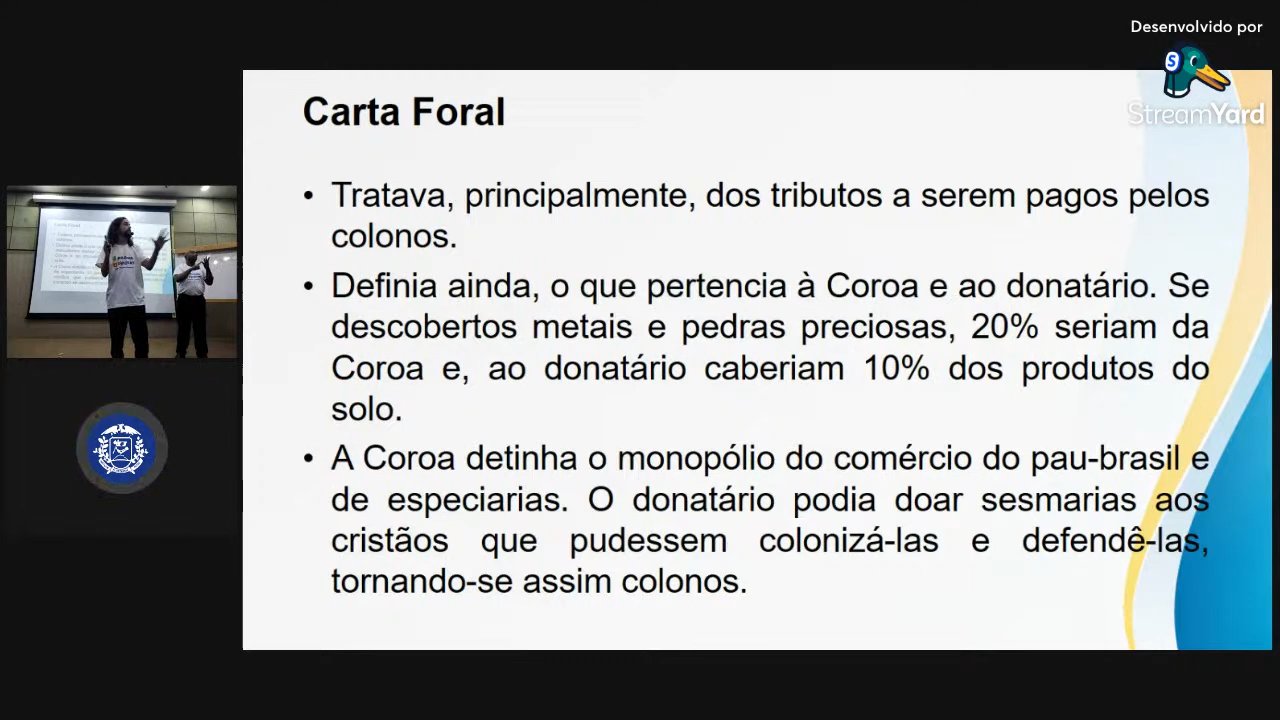 Desenvolvido por
StreamYard
Carta Foral
• Tratava, principalmente, dos tributos a serem pagos pelos
colonos.
• Definia ainda, o que pertencia à Coroa e ao donatário. Se
descobertos metais e pedras preciosas, 20% seriam da
Coroa e, ao donatário caberiam 10% dos produtos do
solo.
• A Coroa detinha o monopólio do comércio do pau-brasil e
de especiarias. O donatário podia doar sesmarias aos
cristãos que pudessem colonizá-las e defendê-las,
tornando-se assim colonos.
Carta Foral